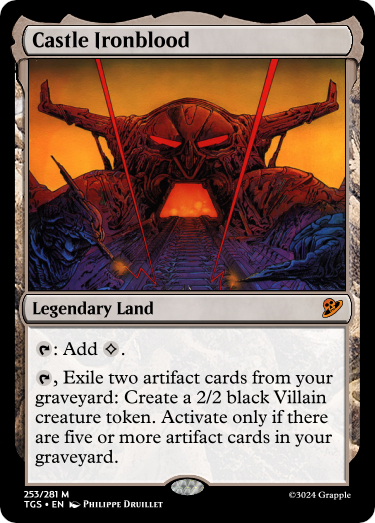 Castle Ironblood
Legendary Land
: Add .
, Exile two artifact cards from your
graveyard: Create a 2/2 black Villain
creature token. Activate only if there
are five or more artifact cards in your
graveyard.
253/281 M
TGS • EN Philippe Druillet
©3024 Grapple